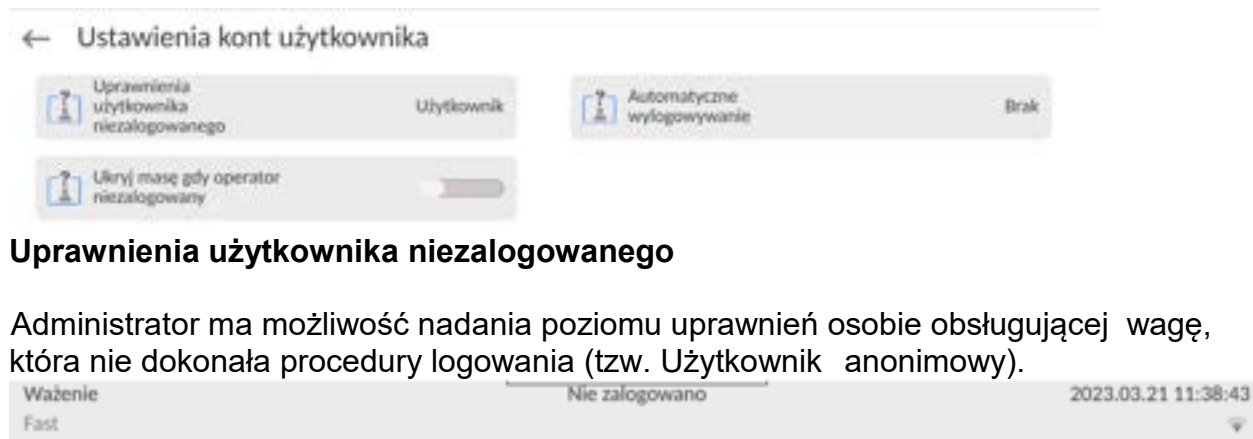 ← Ustawienia kont użytkownika
Uprawnienia
użytkownika
niezalogowanego
Użytkownik
Automatyczne
wylogowywanie
Brak
Ukryj masę gdy operator
niezalogowany
Uprawnienia użytkownika niezalogowanego
Administrator ma możliwość nadania poziomu uprawnień osobie obsługującej wagę,
która nie dokonała procedury logowania (tzw. Użytkownik anonimowy).
Ważenie
Nie zalogowano
2023.03.21 11:38:43
Fast